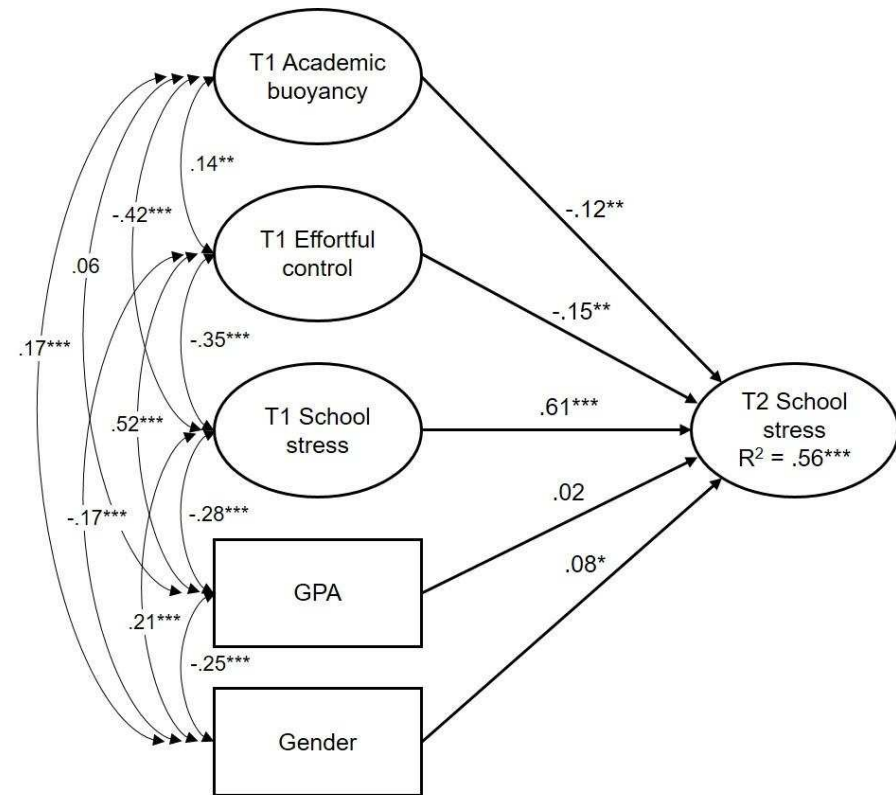 T1 Academic
buoyancy
.14**
-.12**
-.42***
T1 Effortful
control
.06
-.15**
.17***
-.35***
T1 School
stress
.61***
T2 School
stress
R² = .56***
.52***
-.17***
-.28***
.02
GPA
.08*
.21***
-.25***
Gender